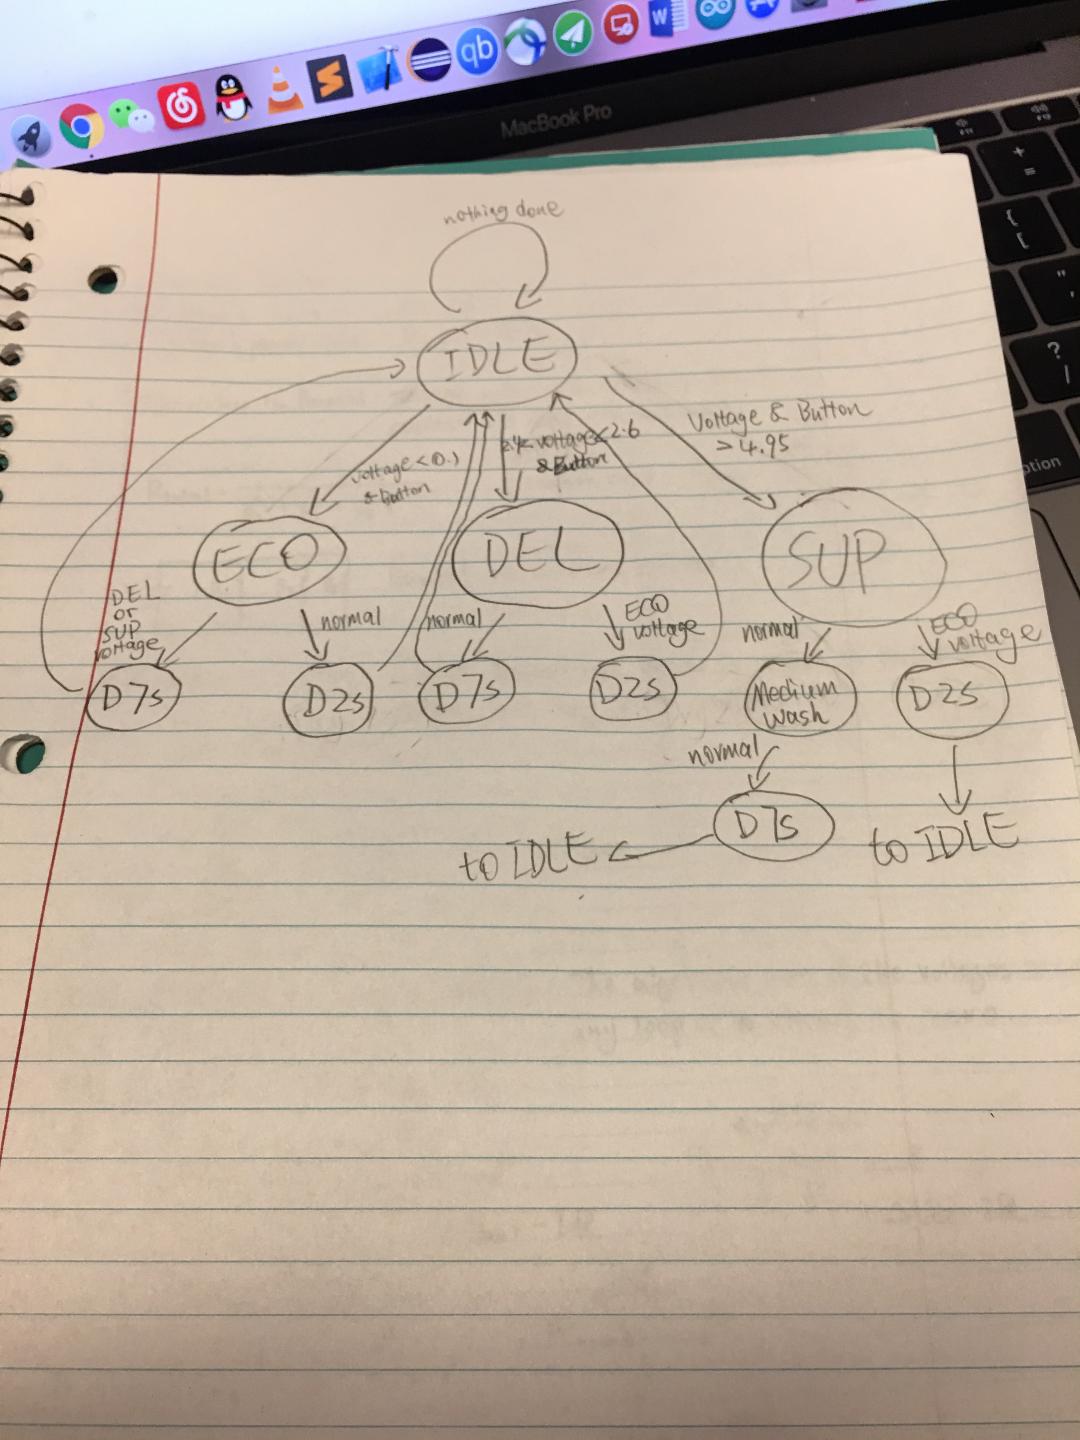 qb
W
MacBook Pro
+
=
{
[
"
'
?
/
ption
nothing done
IDLE
Voltage & Button
> 4.95
voltage < 0.1
& Button
2.4< voltage < 2.6
& Button
ECO
DEL
SUP
DEL
or
SUP
voltage
normal
normal
ECO
voltage
normal
ECO
voltage
D7s
D2s
D7s
D2s
Medium
wash
D2s
normal
D7s
to IDLE
to IDLE